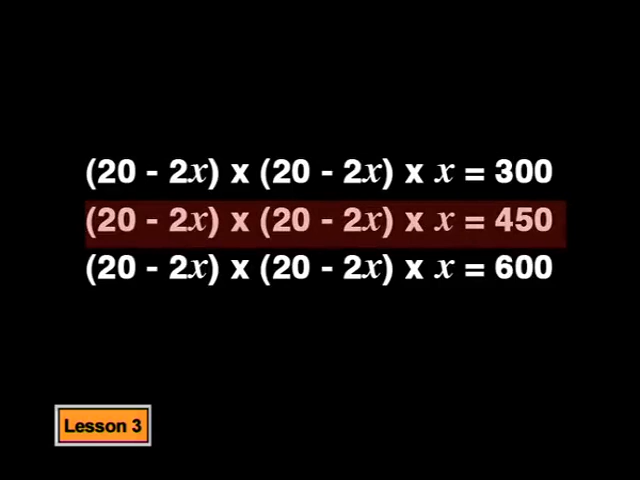 (20 - 2x) x (20 - 2x) x x = 300
(20 - 2x) x (20 - 2x) x x = 450
(20 - 2x) x (20 - 2x) x x = 600
Lesson 3